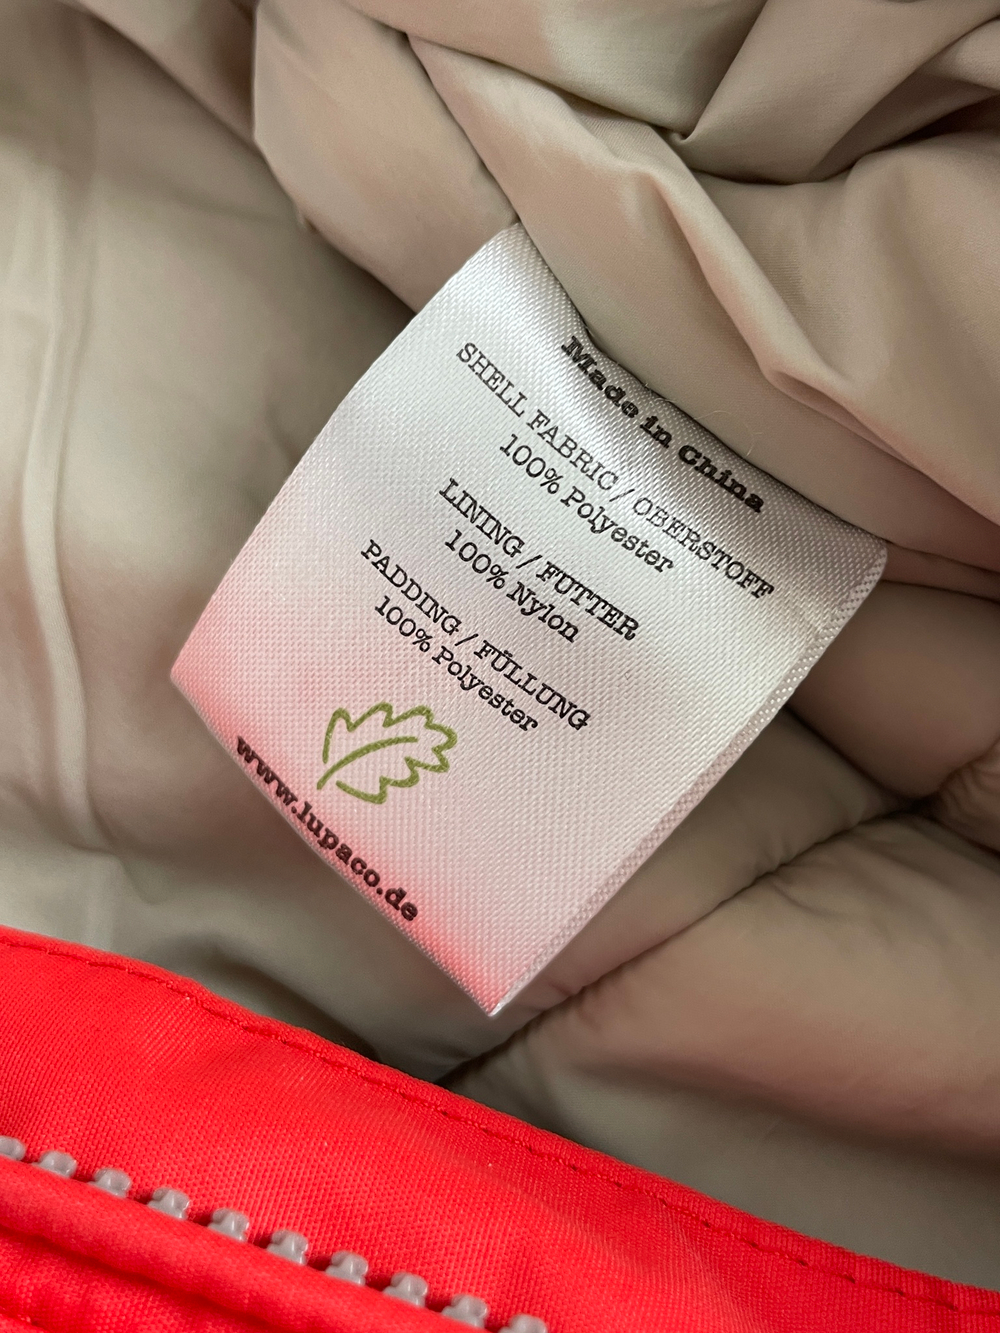 Made in China
SHELL FABRIC / OBERSTOFF
100% Polyester
LINING / FUTTER
100% Nylon
PADDING / FÜLLUNG
100% Polyester
www.lupaco.de